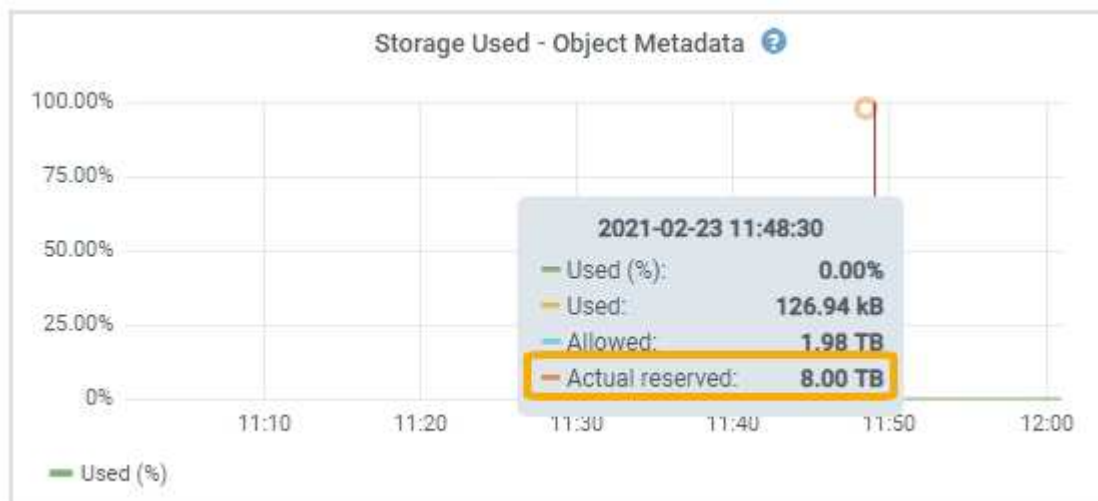 Storage Used - Object Metadata ?
100.00%
75.00%
50.00%
25.00%
0%
2021-02-23 11:48:30
Used (%): 0.00%
Used: 126.94 kB
Allowed: 1.98 TB
Actual reserved: 8.00 TB
11:10 11:20 11:30 11:40 11:50 12:00
Used (%)